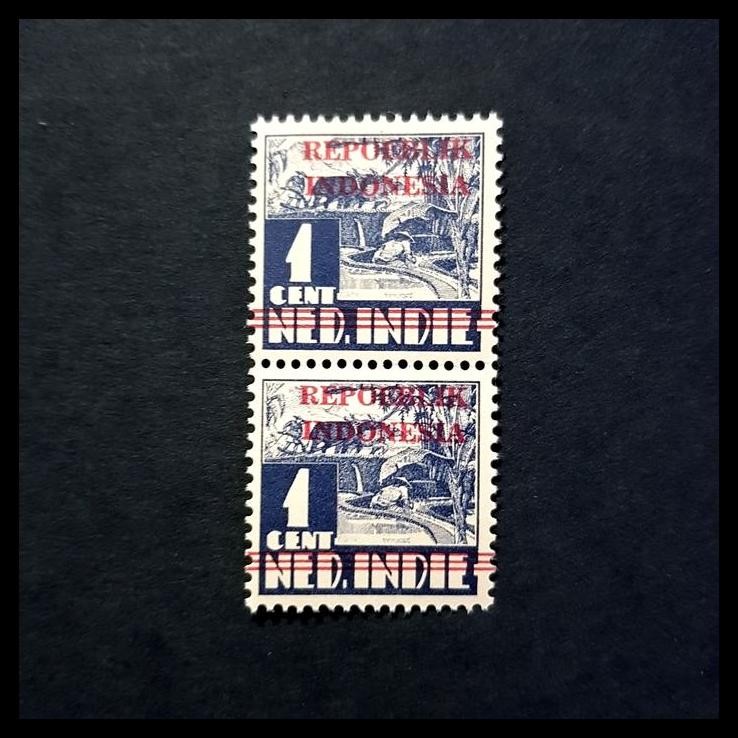 REPOEBLIK
INDONESIA
1
CENT
NED. INDIE
REPOEBLIK
INDONESIA
1
CENT
NED. INDIE